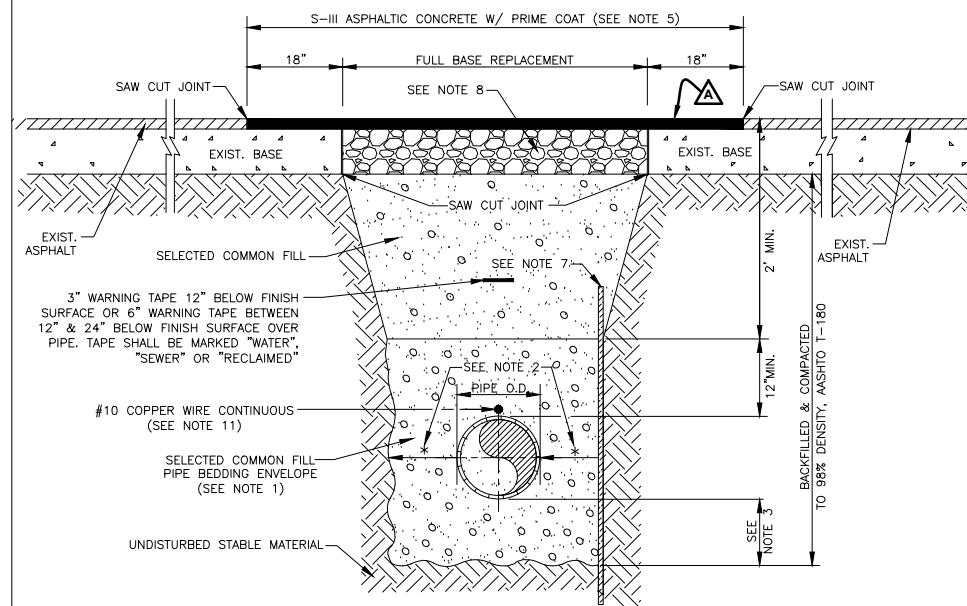 S-III ASPHALTIC CONCRETE W/ PRIME COAT (SEE NOTE 5)
18"
FULL BASE REPLACEMENT
18"
SAW CUT JOINT
SEE NOTE 8
A
SAW CUT JOINT
EXIST. BASE
EXIST. BASE
SAW CUT JOINT
EXIST.
ASPHALT
EXIST.
ASPHALT
SELECTED COMMON FILL
SEE NOTE 7
2' MIN.
3" WARNING TAPE 12" BELOW FINISH
SURFACE OR 6" WARNING TAPE BETWEEN
12" & 24" BELOW FINISH SURFACE OVER
PIPE. TAPE SHALL BE MARKED "WATER",
"SEWER" OR "RECLAIMED"
SEE NOTE 2
PIPE O.D.
12"MIN.
BACKFILLED & COMPACTED
TO 98% DENSITY, AASHTO T-180
#10 COPPER WIRE CONTINUOUS
(SEE NOTE 11)
* *
SELECTED COMMON FILL
PIPE BEDDING ENVELOPE
(SEE NOTE 1)
SEE
NOTE 3
UNDISTURBED STABLE MATERIAL